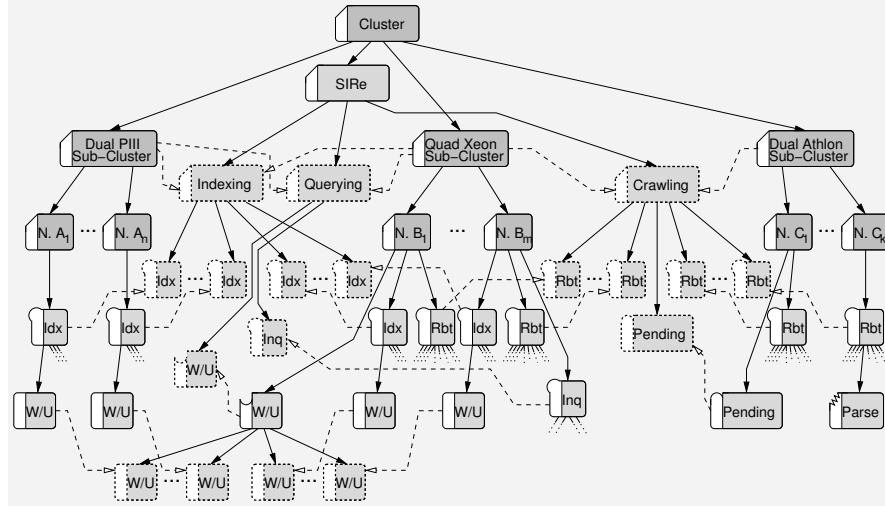 Cluster
SIRe
Dual PIII
Sub-Cluster
Quad Xeon
Sub-Cluster
Dual Athlon
Sub-Cluster
Indexing
Querying
Crawling
N. A1
...
N. An
N. B1
...
N. Bm
N. C1
...
N. Ck
Idx
...
Idx
Idx
...
Idx
Rbt
...
Rbt
Rbt
...
Rbt
Idx
Idx
Inq
Idx
Rbt
Idx
Rbt
Pending
Rbt
Rbt
W/U
W/U
W/U
W/U
W/U
W/U
Inq
Pending
Parse
W/U
...
W/U
W/U
...
W/U